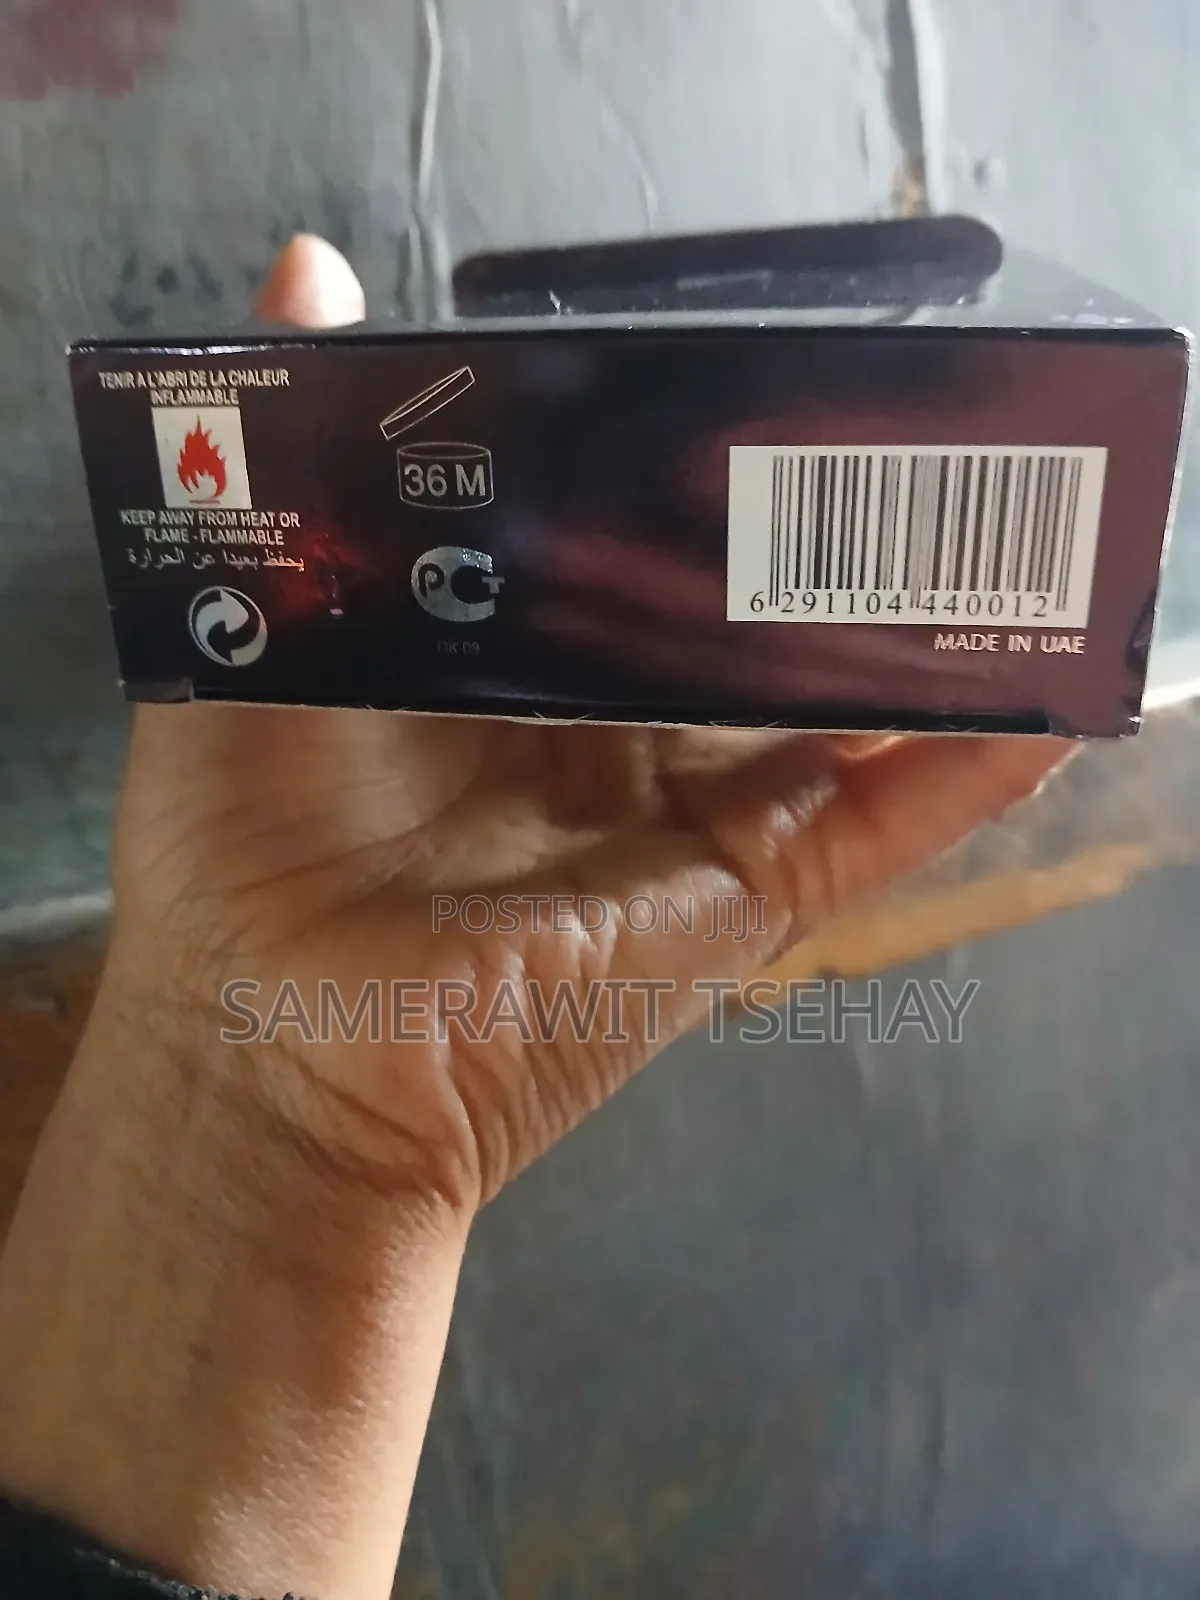 TENIR A L'ABRI DE LA CHALEUR
INFLAMMABLE
KEEP AWAY FROM HEAT OR
FLAME - FLAMMABLE
يحفظ بعيدا عن الحرارة
36 M
РСТ
6 291104 440012
MADE IN UAE
POSTED ON JIJI
SAMERAWIT TSEHAY